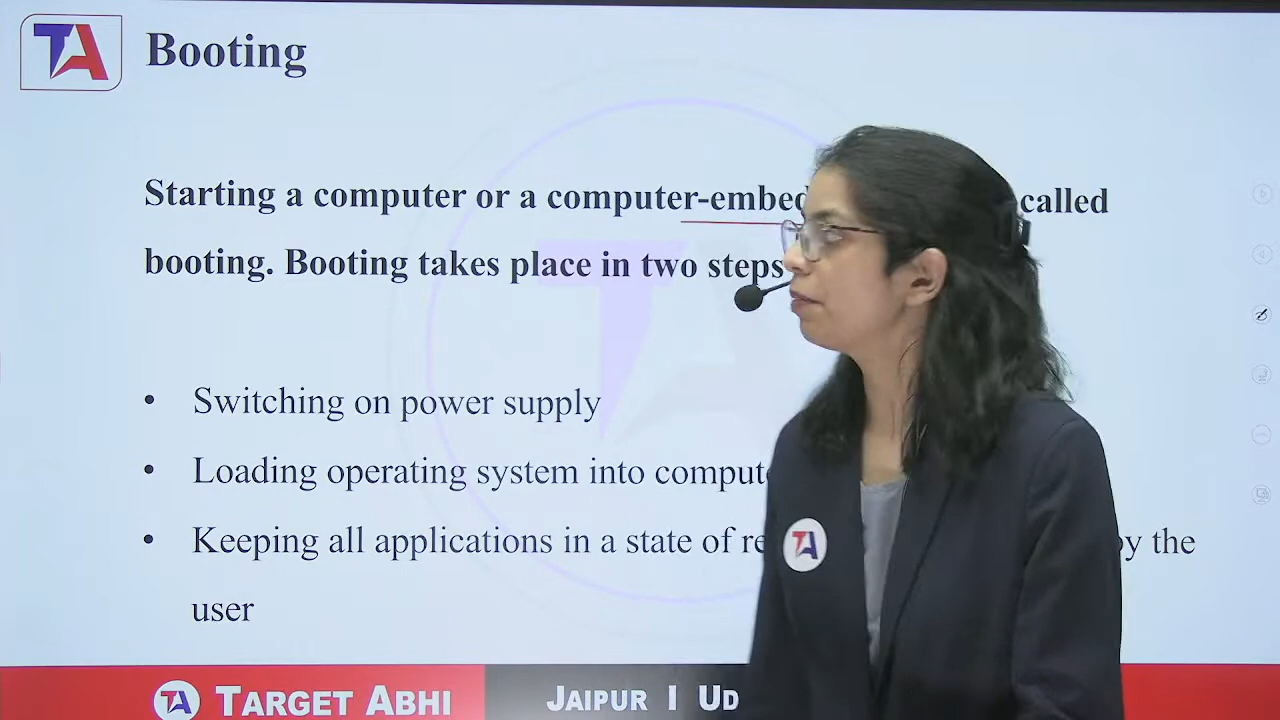 TA Booting
Starting a computer or a computer-embed called
booting. Booting takes place in two steps
• Switching on power supply
• Loading operating system into compute
• Keeping all applications in a state of re by the
user
TA
TA TARGET ABHI JAIPUR I UD